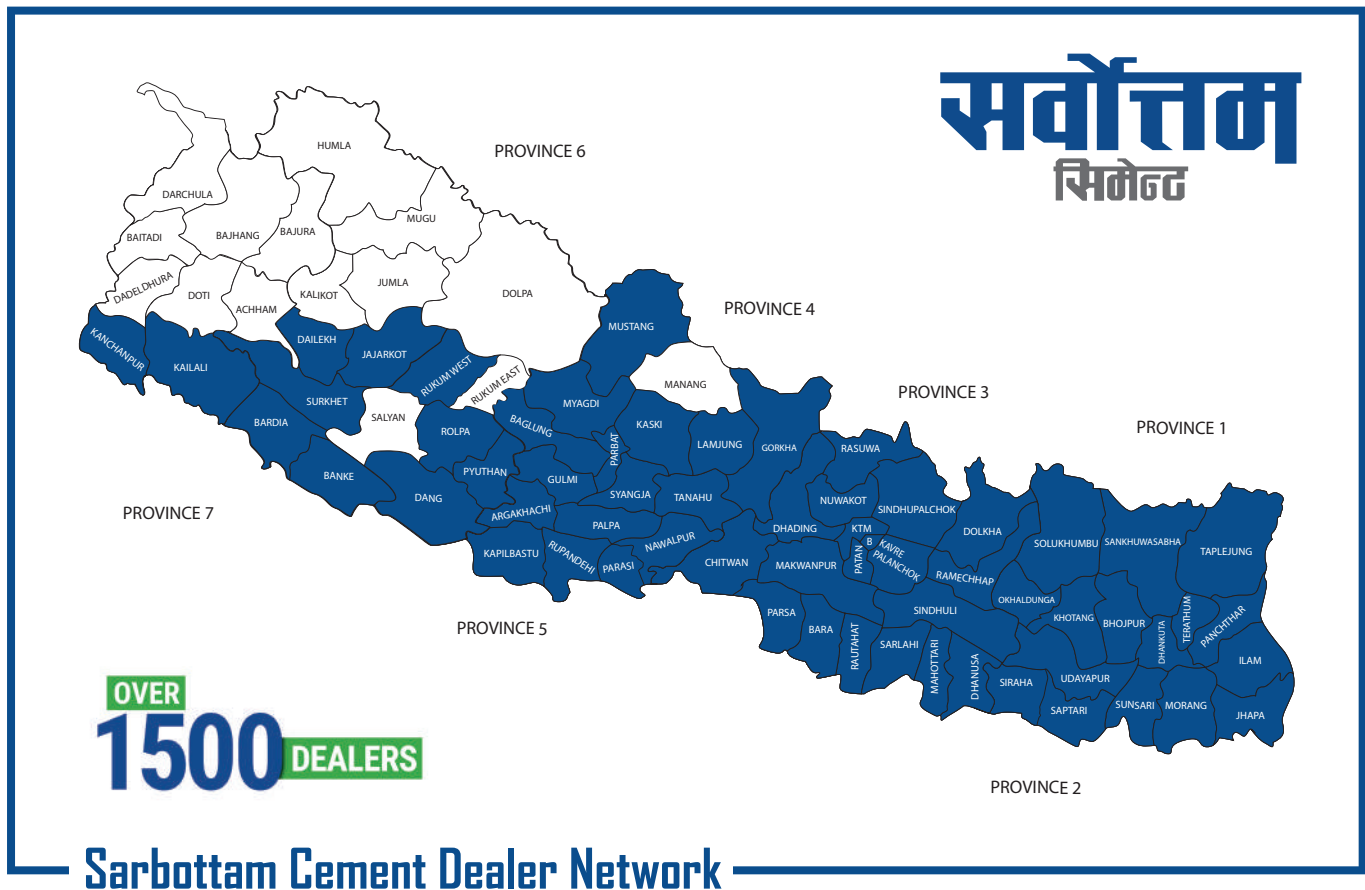 सर्वोत्तम
सिमेन्ट
PROVINCE 6
HUMLA
DARCHULA
MUGU
BAITADI
BAJHANG
BAJURA
DADELDHURA
DOTI
ACHHAM
KALIKOT
JUMLA
DOLPA
PROVINCE 4
MUSTANG
KANCHANPUR
KAILALI
DAILEKH
JAJARKOT
RUKUM WEST
RUKUM EAST
MANANG
PROVINCE 3
SURKHET
SALYAN
BARDIA
ROLPA
BAGLUNG
MYAGDI
PARBAT
KASKI
LAMJUNG
GORKHA
RASUWA
PROVINCE 1
BANKE
DANG
PYUTHAN
GULMI
SYANGJA
TANAHU
NUWAKOT
SINDHUPALCHOK
PROVINCE 7
ARGAKHACHI
PALPA
DHADING
KTM
DOLKHA
SOLUKHUMBU
SANKHUWASABHA
TAPLEJUNG
KAPILBASTU
RUPANDEHI
PARASI
NAWALPUR
CHITWAN
MAKWANPUR
PATAN
B
KAVRE
PALANCHOK
RAMECHHAP
OKHALDUNGA
KHOTANG
BHOJPUR
DHANKUTA
TERATHUM
PANCHTHAR
PROVINCE 5
PARSA
BARA
RAUTAHAT
SARLAHI
SINDHULI
MAHOTTARI
DHANUSA
SIRAHA
UDAYAPUR
SAPTARI
SUNSARI
MORANG
ILAM
JHAPA
PROVINCE 2
OVER
1500 DEALERS
Sarbottam Cement Dealer Network